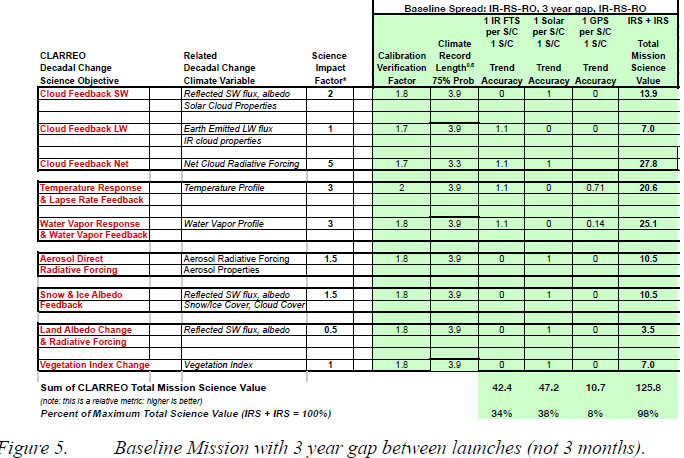 Baseline Spread: IR-RS-RO, 3 year gap, IR-RS-RO
1 IR FTS 1 Solar 1 GPS IRS + IRS
per S/C per S/C per S/C
Climate 1 S/C 1 S/C 1 S/C Total
CLARREO Related Science Calibration Record Mission
Decadal Change Decadal Change Impact Verification Length⁰·⁵ Trend Trend Trend Science
Science Objective Climate Variable Factor* Factor 75% Prob Accuracy Accuracy Accuracy Value
Cloud Feedback SW Reflected SW flux, albedo 2 1.8 3.9 0 1 0 13.9
Solar Cloud Properties
Cloud Feedback LW Earth Emitted LW flux 1 1.7 3.9 1.1 0 0 7.0
IR cloud properties
Cloud Feedback Net Net Cloud Radiative Forcing 5 1.7 3.3 1.1 1 27.8
Temperature Response Temperature Profile 3 2 3.9 1.1 0 0.71 20.6
& Lapse Rate Feedback
Water Vapor Response Water Vapor Profile 3 1.8 3.9 1.1 0 0.14 25.1
& Water Vapor Feedback
Aerosol Direct Aerosol Radiative Forcing 1.5 1.8 3.9 0 1 0 10.5
Radiative Forcing Aerosol Properties
Snow & Ice Albedo Reflected SW flux, albedo 1.5 1.8 3.9 0 1 0 10.5
Feedback Snow/Ice Cover, Cloud Cover
Land Albedo Change Reflected SW flux, albedo 0.5 1.8 3.9 0 1 0 3.5
& Radiative Forcing
Vegetation Index Change Vegetation Index 1 1.8 3.9 0 1 0 7.0
Sum of CLARREO Total Mission Science Value 42.4 47.2 10.7 125.8
(note: this is a relative metric: higher is better)
Percent of Maximum Total Science Value (IRS + IRS = 100%) 34% 38% 8% 98%
Figure 5. Baseline Mission with 3 year gap between launches (not 3 months).